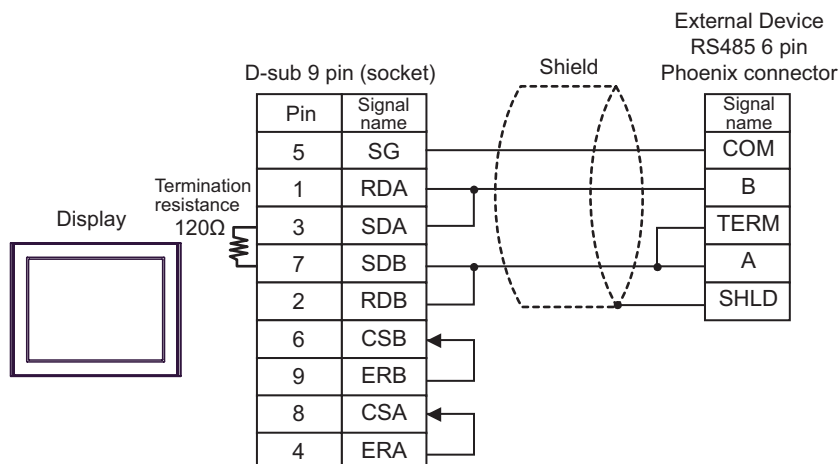 External Device
RS485 6 pin
Phoenix connector
D-sub 9 pin (socket)
Shield
Pin
Signal
name
Signal
name
5
SG
COM
1
RDA
B
Termination
resistance
120Ω
3
SDA
TERM
Display
7
SDB
A
2
RDB
SHLD
6
CSB
9
ERB
8
CSA
4
ERA